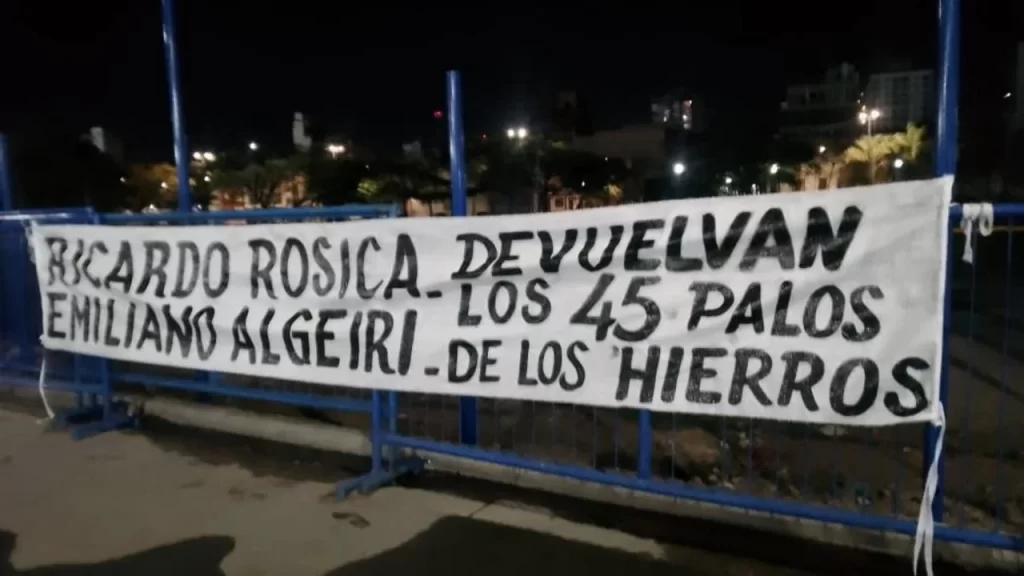 RICARDO ROSICA - DEVUELVAN
EMILIANO ALGEIRI - LOS 45 PALOS
DE LOS HIERROS